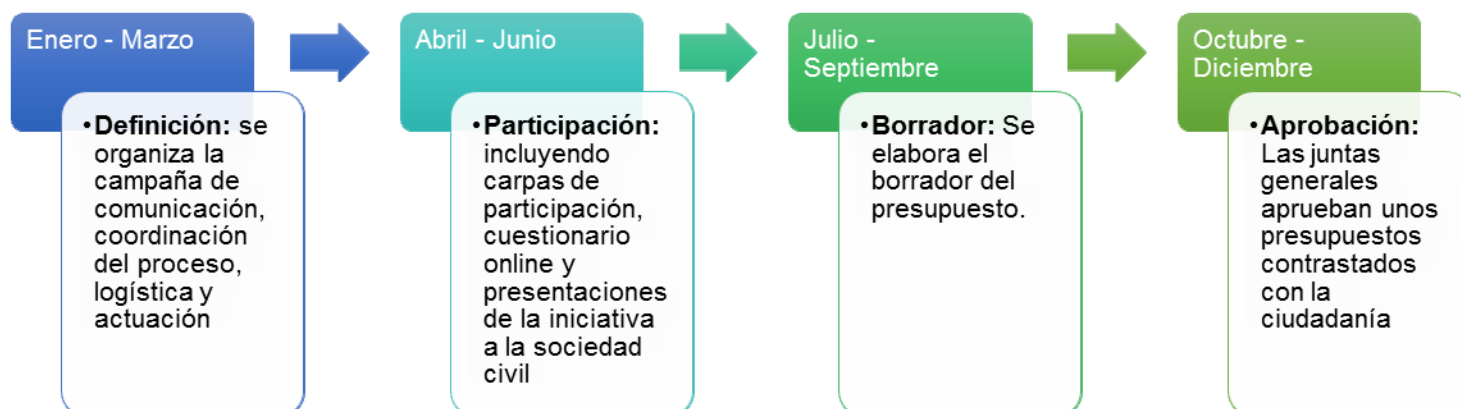 Enero - Marzo
•Definición: se
organiza la
campaña de
comunicación,
coordinación
del proceso,
logística y
actuación
Abril - Junio
•Participación:
incluyendo
carpas de
participación,
cuestionario
online y
presentaciones
de la iniciativa
a la sociedad
civil
Julio -
Septiembre
•Borrador: Se
elabora el
borrador del
presupuesto.
Octubre -
Diciembre
•Aprobación:
Las juntas
generales
aprueban unos
presupuestos
contrastados
con la
ciudadanía